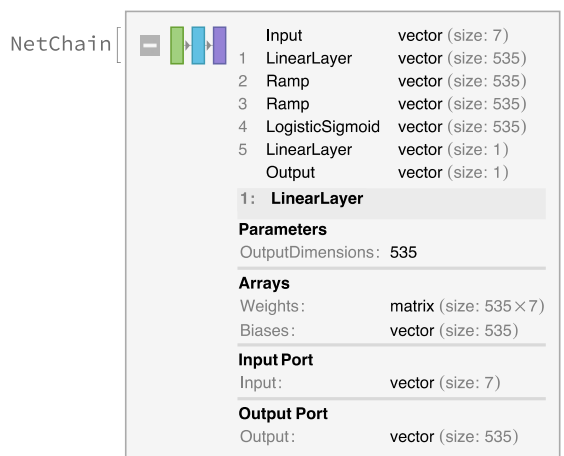 NetChain[
Input vector (size: 7)
1 LinearLayer vector (size: 535)
2 Ramp vector (size: 535)
3 Ramp vector (size: 535)
4 LogisticSigmoid vector (size: 535)
5 LinearLayer vector (size: 1)
Output vector (size: 1)
1: LinearLayer
Parameters
OutputDimensions: 535
Arrays
Weights: matrix (size: 535×7)
Biases: vector (size: 535)
Input Port
Input: vector (size: 7)
Output Port
Output: vector (size: 535)